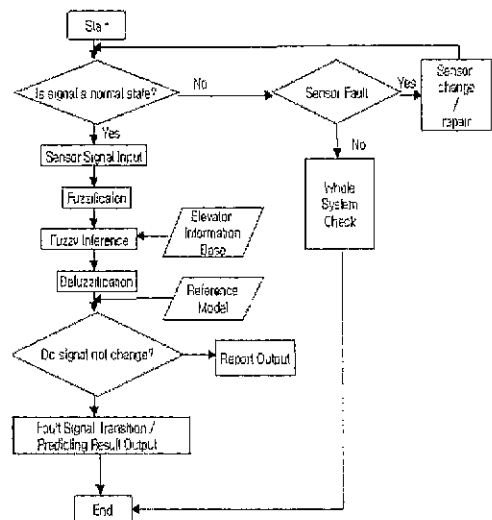 Start
Is signal a normal state?
No
Sensor Fault
Yes
Sensor
change
/
repair
Yes
No
Sensor Signal Input
Whole
System
Check
Fuzzification
Elevator
Information
Base
Fuzzy Inference
Defuzzification
Reference
Model
Do signal not change?
Report Output
Fault Signal Transition /
Predicting Result Output
End